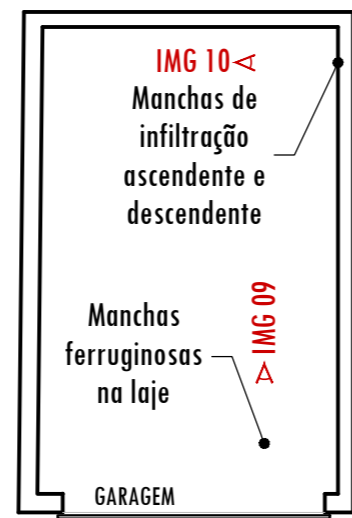 IMG 10
Manchas de
infiltração
ascendente e
descendente
IMG 09
Manchas
ferruginosas
na laje
GARAGEM